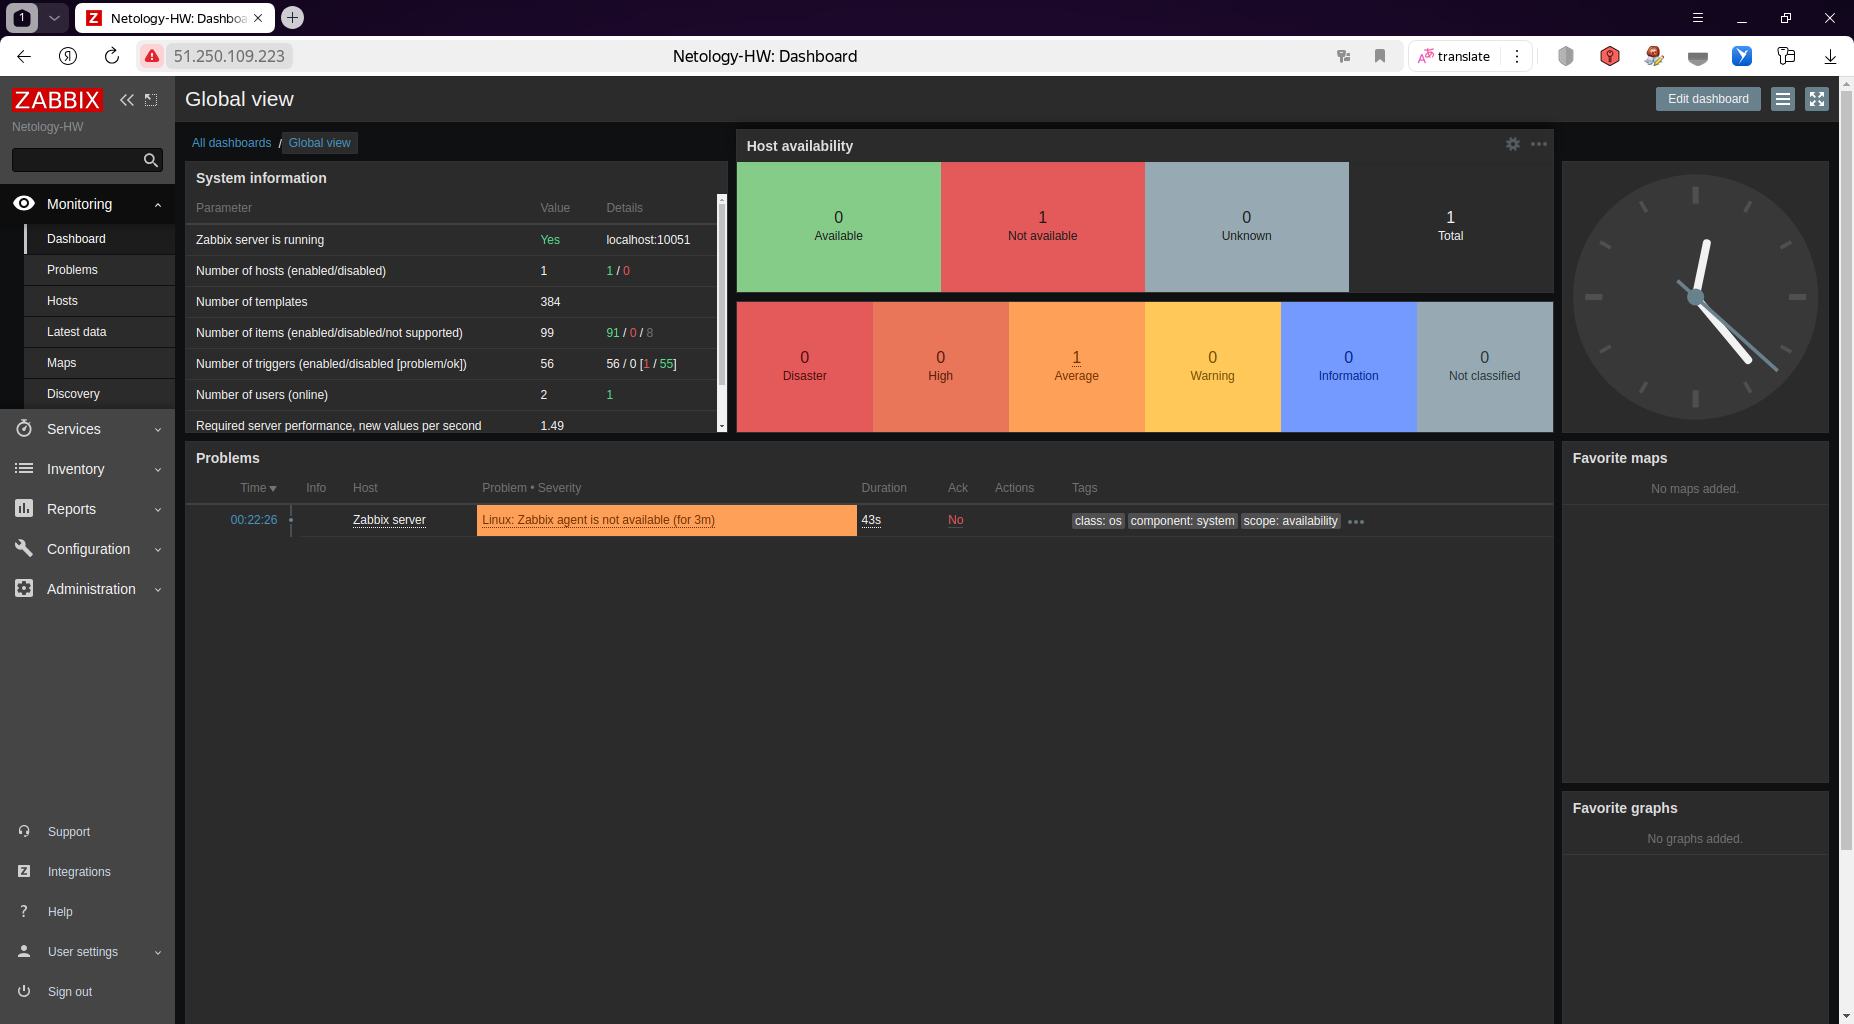 1
Netology-HW: Dashboa
51.250.109.223
Netology-HW: Dashboard
translate
ZABBIX
Netology-HW
Monitoring
Dashboard
Problems
Hosts
Latest data
Maps
Discovery
Services
Inventory
Reports
Configuration
Administration
Support
Integrations
Help
User settings
Sign out
Global view
Edit dashboard
All dashboards / Global view
System information
Parameter Value Details
Zabbix server is running Yes localhost:10051
Number of hosts (enabled/disabled) 1 1 / 0
Number of templates 384
Number of items (enabled/disabled/not supported) 99 91 / 0 / 8
Number of triggers (enabled/disabled [problem/ok]) 56 56 / 0 [1 / 55]
Number of users (online) 2 1
Required server performance, new values per second 1.49
Host availability
0 Available
1 Not available
0 Unknown
1 Total
0 Disaster
0 High
1 Average
0 Warning
0 Information
0 Not classified
Problems
Time Info Host Problem • Severity Duration Ack Actions Tags
00:22:26 Zabbix server Linux: Zabbix agent is not available (for 3m) 43s No class: os component: system scope: availability
Favorite maps
No maps added.
Favorite graphs
No graphs added.